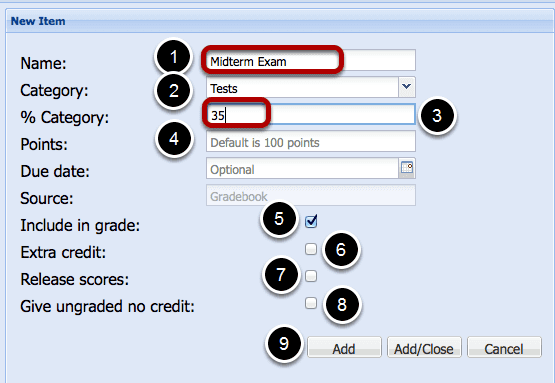 New Item
1 Name: Midterm Exam
2 Category: Tests
% Category: 35 3
4 Points: Default is 100 points
Due date: Optional
Source: Gradebook
Include in grade: 5
Extra credit: 6
Release scores: 7
Give ungraded no credit: 8
9 Add Add/Close Cancel